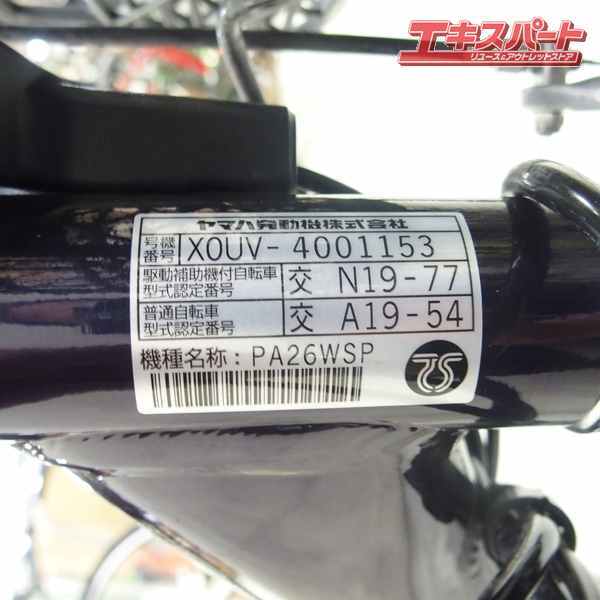 エキスパート
リユース&アウトレットストア
ヤマハ発動機株式会社
号機番号 X0UV-4001153
駆動補助機付自転車型式認定番号 交 N19-77
普通自転車型式認定番号 交 A19-54
機種名称: PA26WSP